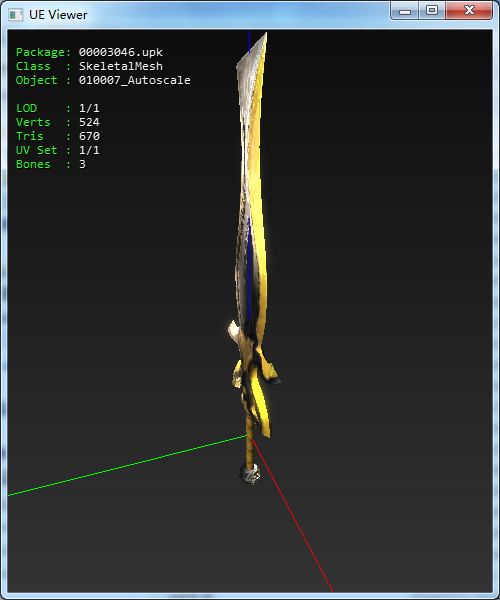 UE Viewer
Package: 00003046.upk
Class : SkeletalMesh
Object : 010007_Autoscale
LOD : 1/1
Verts : 524
Tris : 670
UV Set : 1/1
Bones : 3